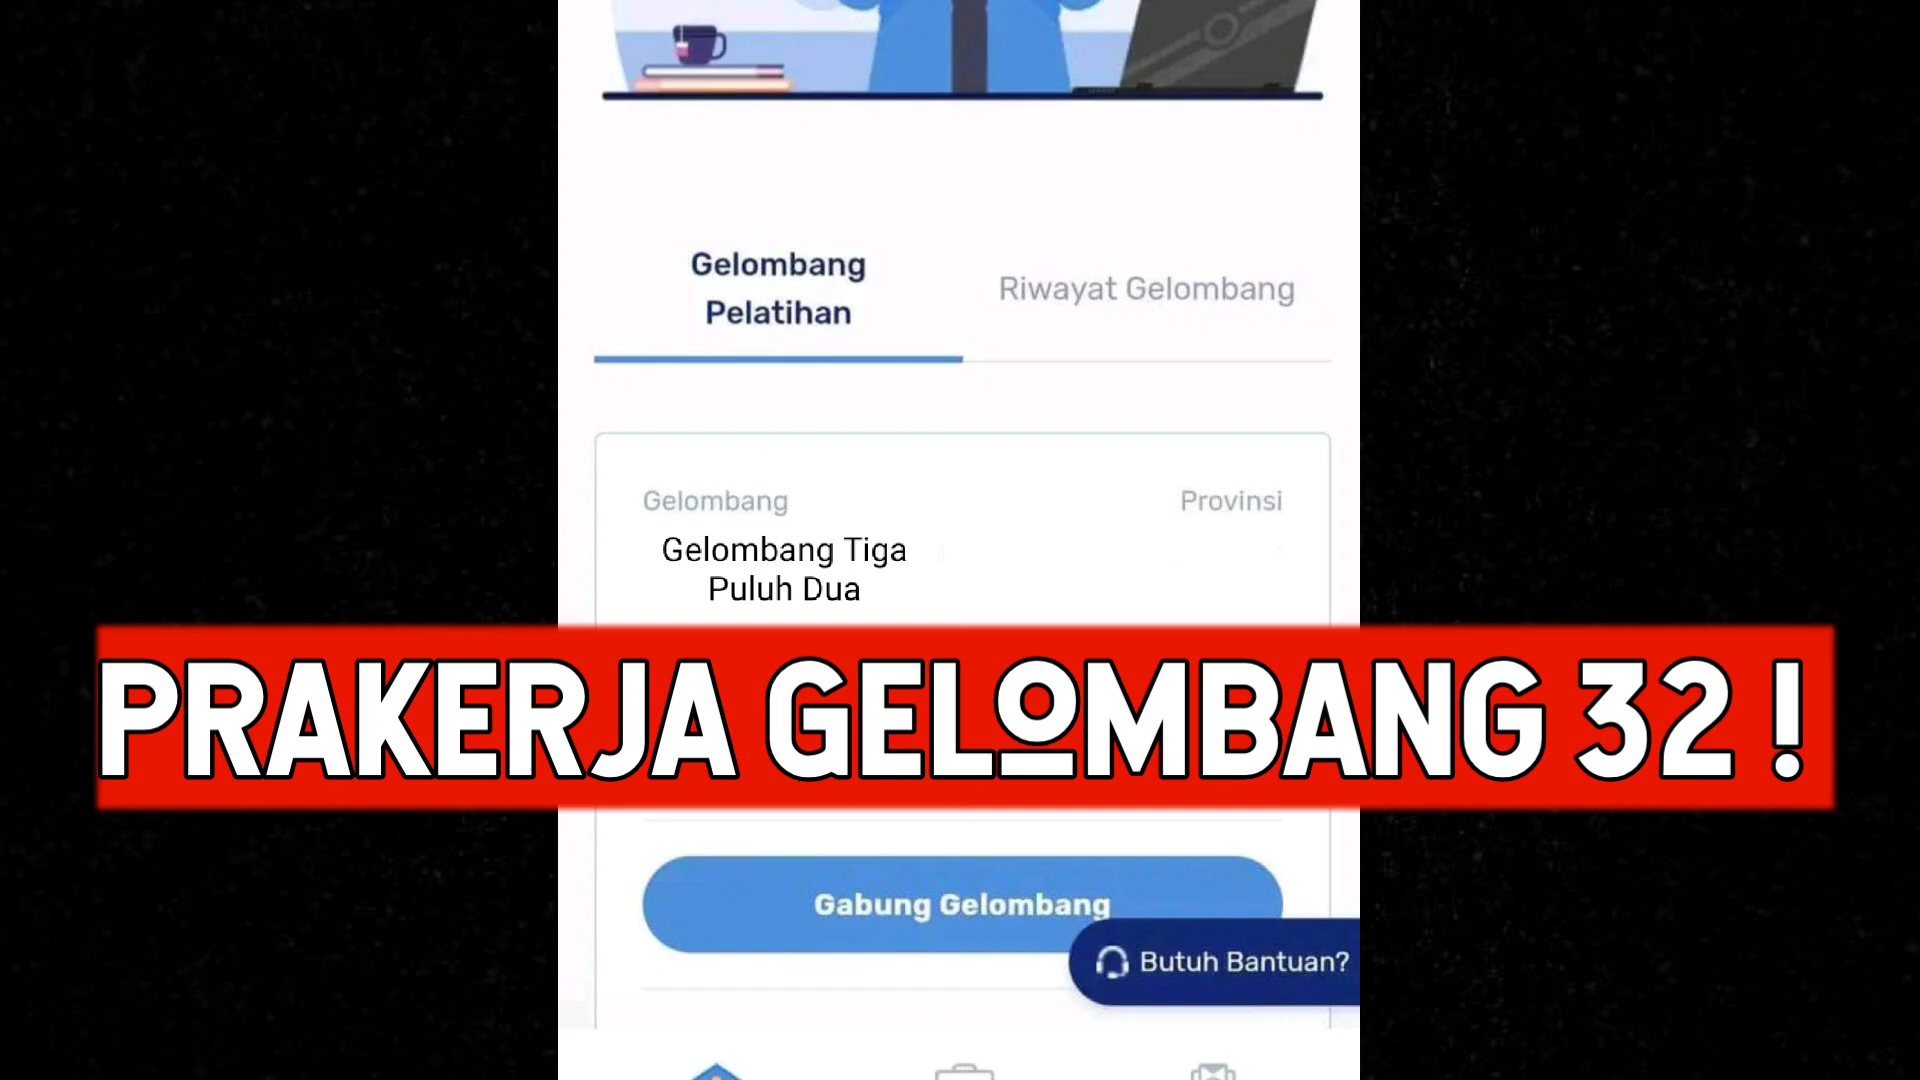 Gelombang
Pelatihan
Riwayat Gelombang
Gelombang
Provinsi
Gelombang Tiga
Puluh Dua
PRAKERJA GELOMBANG 32 !
Gabung Gelombang
Butuh Bantuan?